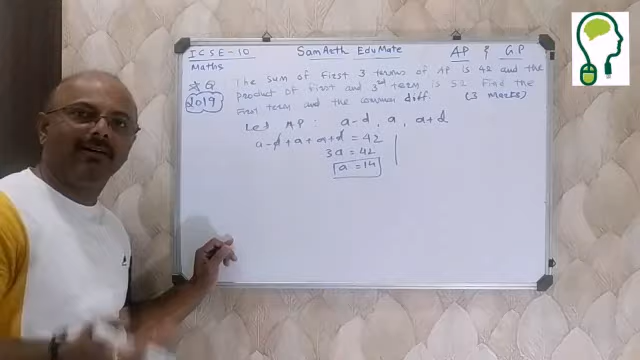 ICSE-10 SamArth EduMate AP & GP
Maths
☆ Q The sum of first 3 terms of AP is 42 and the
2019 product of first and 3rd term is 52. Find the
first term and the common diff. (3 Marks)
Let AP: a-d, a, a+d
a-d+a+a+d = 42
3a = 42
a = 14